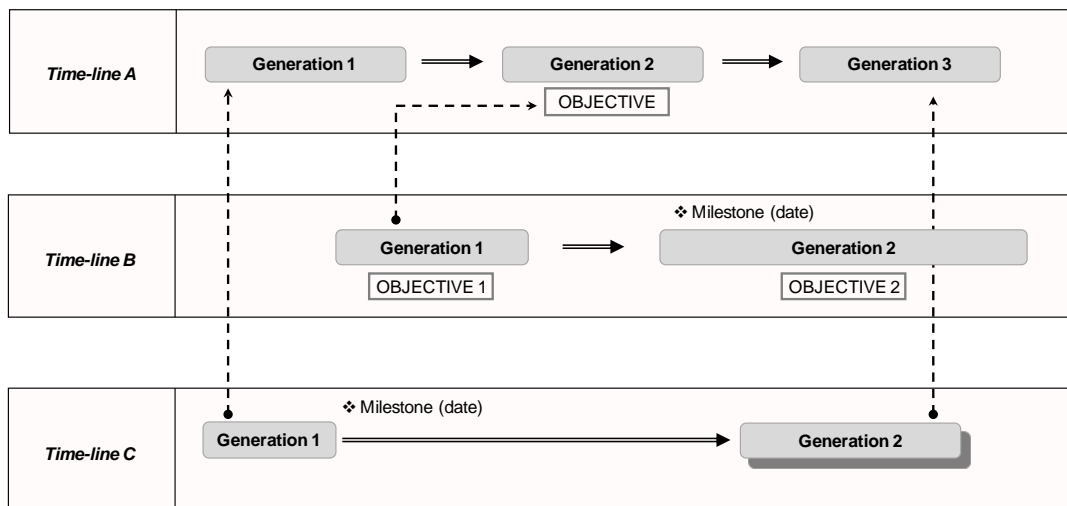 Time-line A
Generation 1
Generation 2
Generation 3
OBJECTIVE
Time-line B
❖ Milestone (date)
Generation 1
Generation 2
OBJECTIVE 1
OBJECTIVE 2
Time-line C
❖ Milestone (date)
Generation 1
Generation 2